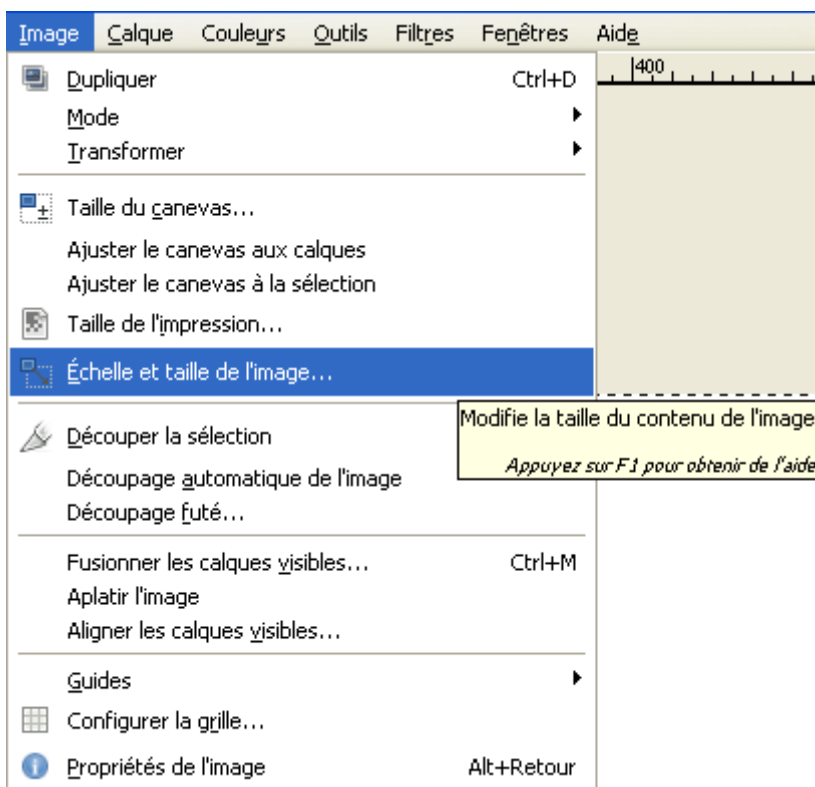 Image Calque Couleurs Outils Filtres Fenêtres Aide
400
Dupliquer Ctrl+D
Mode
Transformer
Taille du canevas...
Ajuster le canevas aux calques
Ajuster le canevas à la sélection
Taille de l'impression...
Échelle et taille de l'image...
Modifie la taille du contenu de l'image
Appuyez sur F1 pour obtenir de l'aide
Découper la sélection
Découpage automatique de l'image
Découpage futé...
Fusionner les calques visibles... Ctrl+M
Aplatir l'image
Aligner les calques visibles...
Guides
Configurer la grille...
Propriétés de l'image Alt+Retour